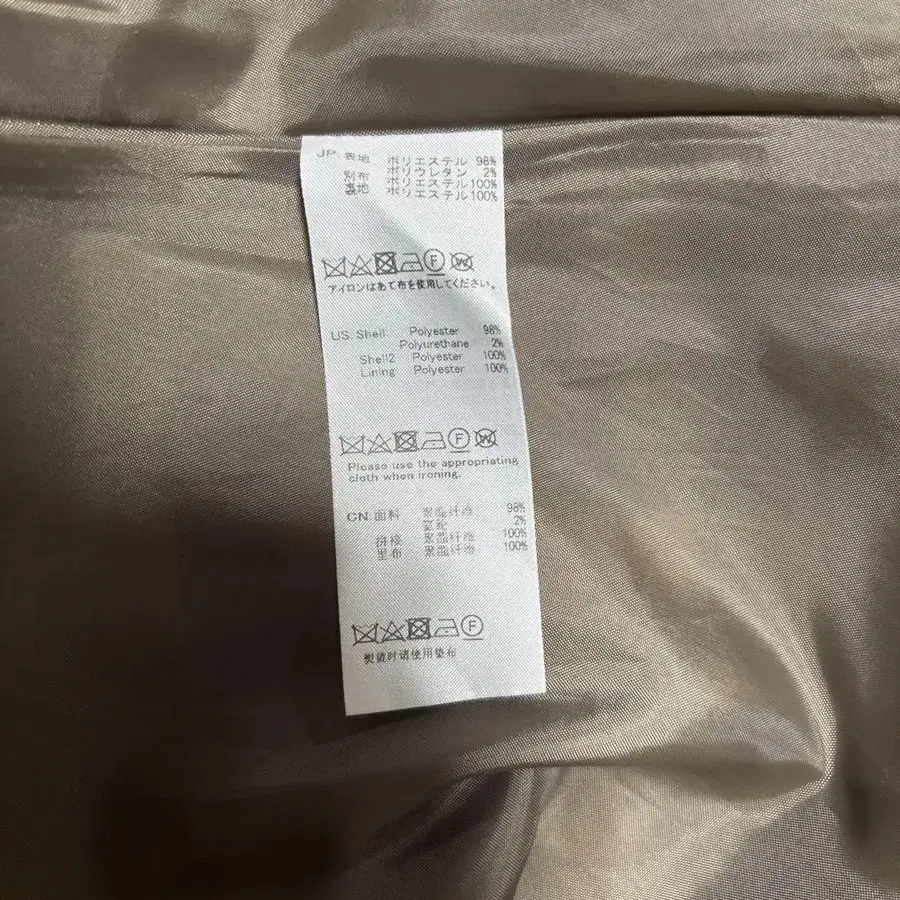 JP. 表地 ポリエステル 98%
ポリウレタン 2%
別布 ポリエステル 100%
裏地 ポリエステル 100%
F W
アイロンはあて布を使用してください。
US. Shell Polyester 98%
Polyurethane 2%
Shell2 Polyester 100%
Lining Polyester 100%
F W
Please use the appropriating
cloth when ironing.
CN. 面料 聚酯纤维 98%
氨纶 2%
拼接 聚酯纤维 100%
里布 聚酯纤维 100%
F
熨烫时请使用垫布